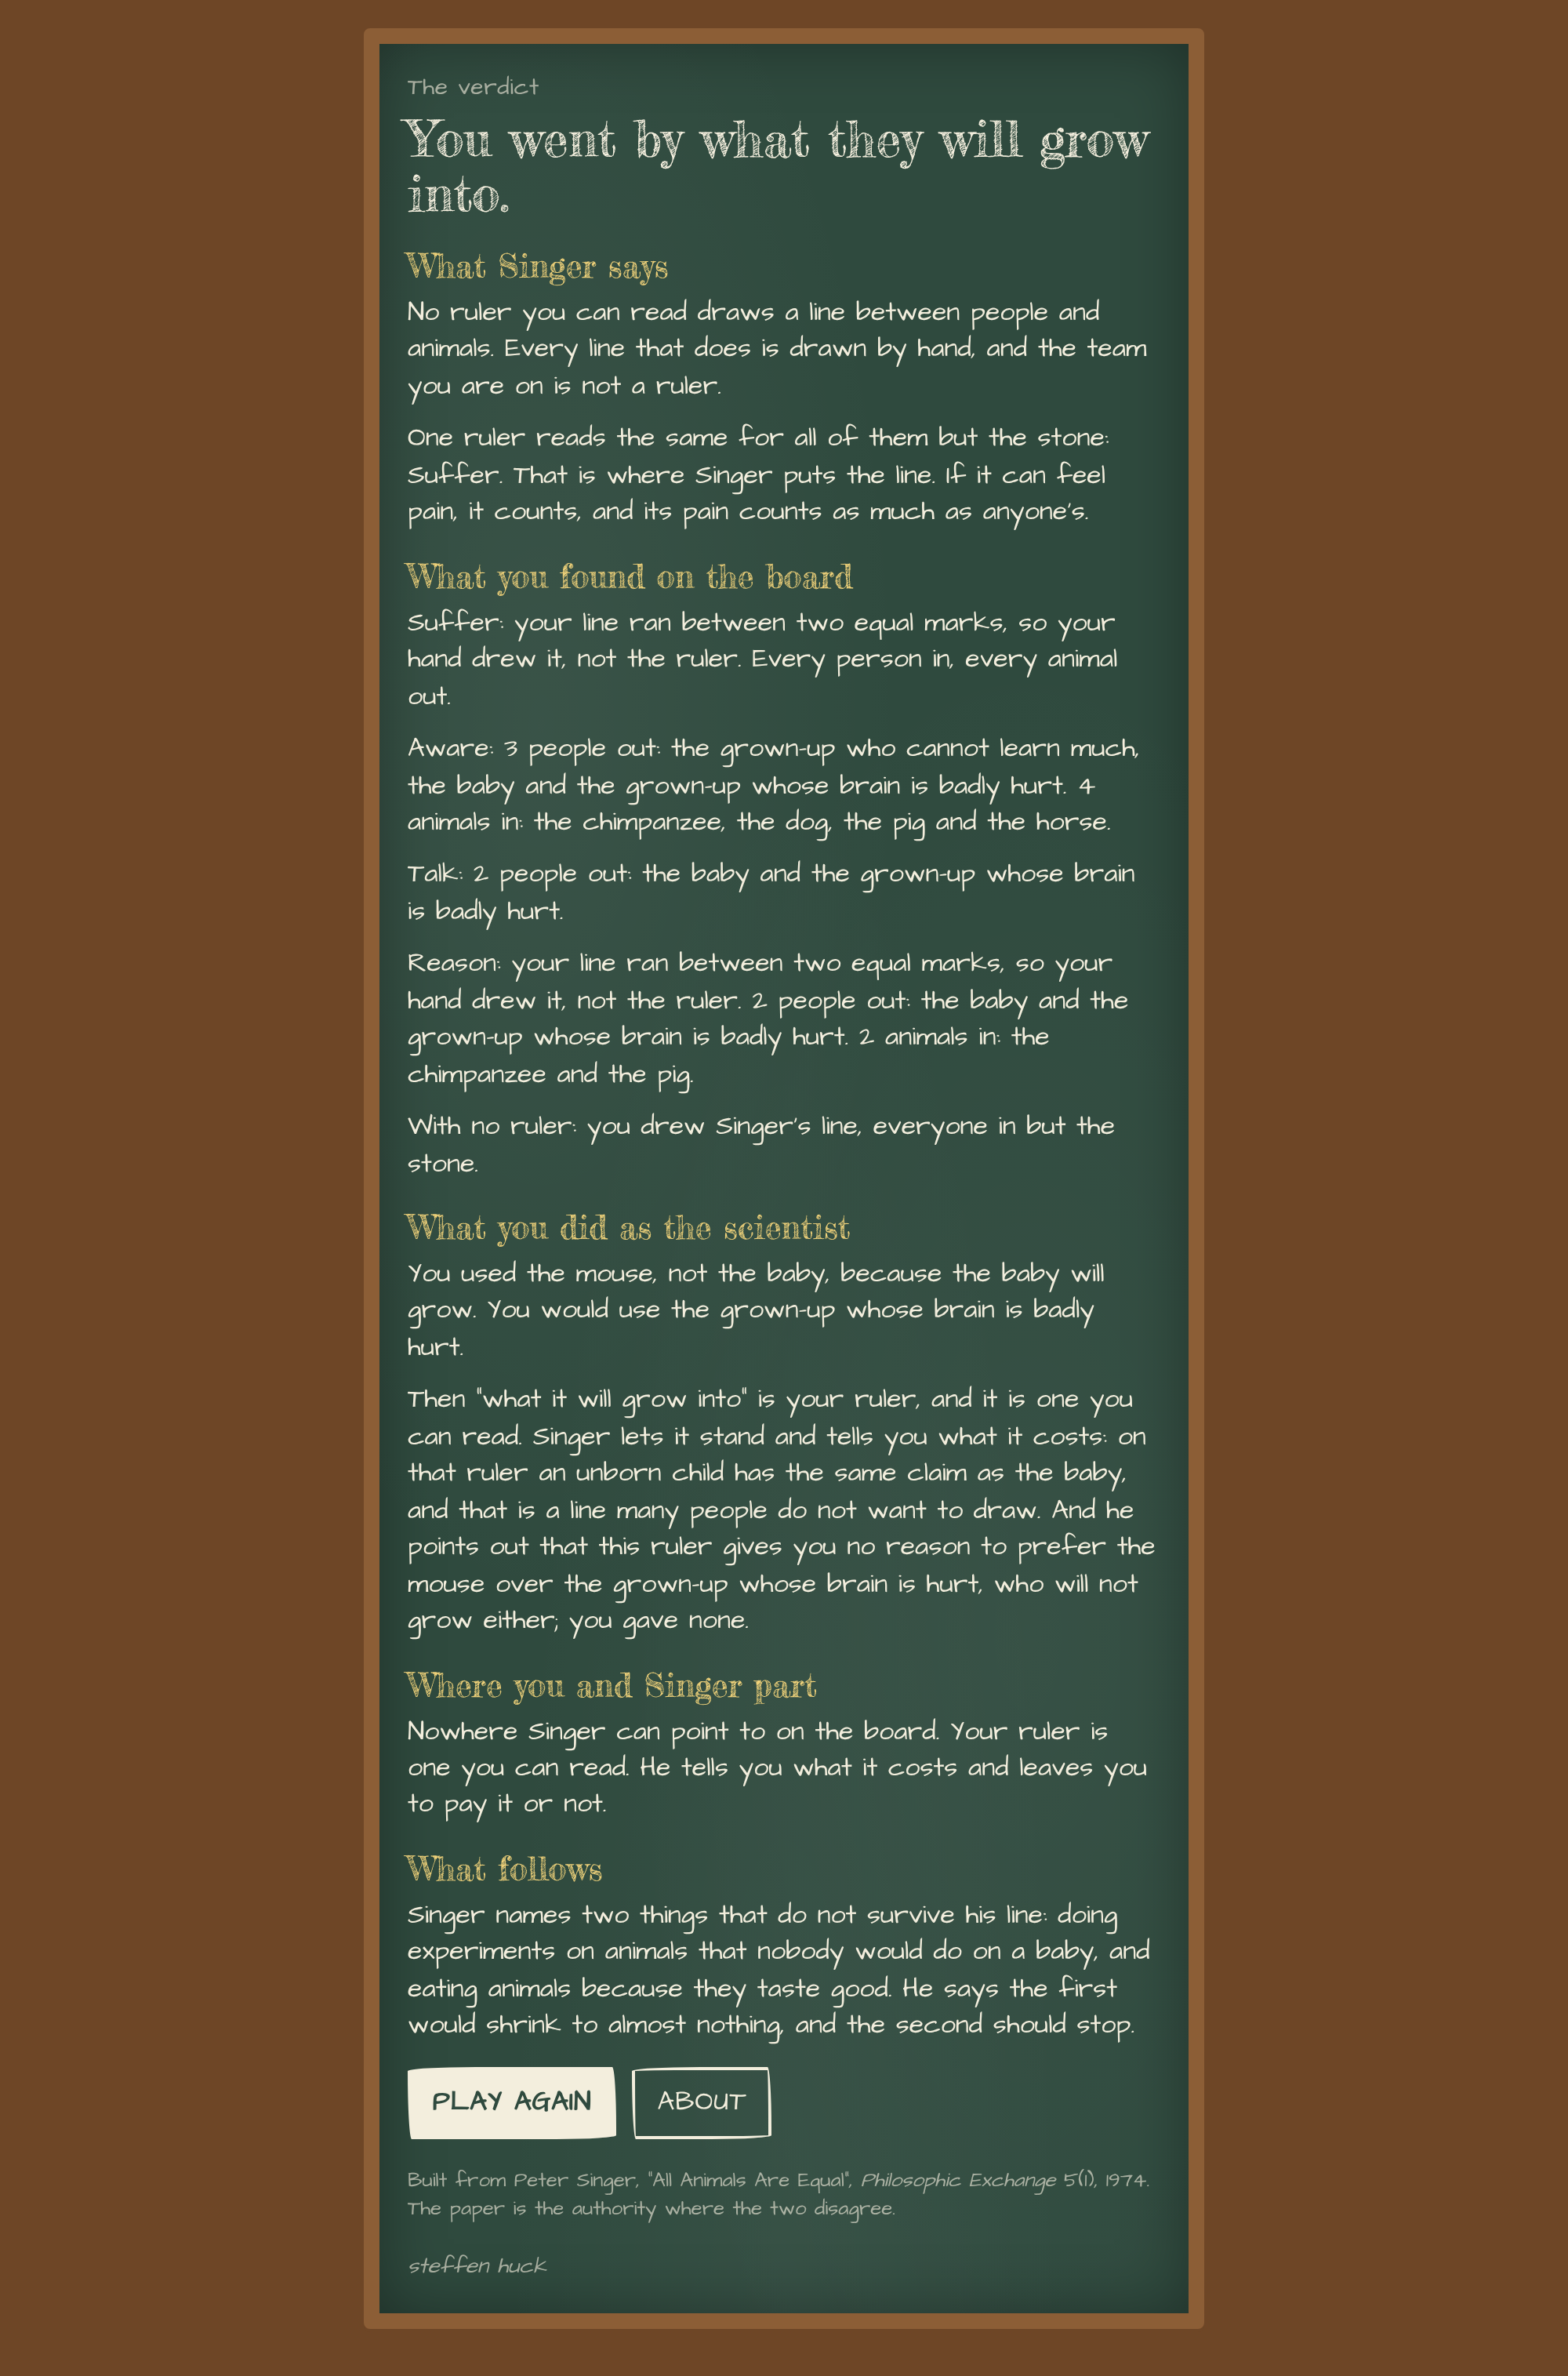 The verdict
You went by what they will grow
into.
What Singer says
No ruler you can read draws a line between people and
animals. Every line that does is drawn by hand, and the team
you are on is not a ruler.
One ruler reads the same for all of them but the stone:
Suffer. That is where Singer puts the line. If it can feel
pain, it counts, and its pain counts as much as anyone's.
What you found on the board
Suffer: your line ran between two equal marks, so your
hand drew it, not the ruler. Every person in, every animal
out.
Aware: 3 people out: the grown-up who cannot learn much,
the baby and the grown-up whose brain is badly hurt. 4
animals in: the chimpanzee, the dog, the pig and the horse.
Talk: 2 people out: the baby and the grown-up whose brain
is badly hurt.
Reason: your line ran between two equal marks, so your
hand drew it, not the ruler. 2 people out: the baby and the
grown-up whose brain is badly hurt. 2 animals in: the
chimpanzee and the pig.
With no ruler: you drew Singer's line, everyone in but the
stone.
What you did as the scientist
You used the mouse, not the baby, because the baby will
grow. You would use the grown-up whose brain is badly
hurt.
Then "what it will grow into" is your ruler, and it is one you
can read. Singer lets it stand and tells you what it costs: on
that ruler an unborn child has the same claim as the baby,
and that is a line many people do not want to draw. And he
points out that this ruler gives you no reason to prefer the
mouse over the grown-up whose brain is hurt, who will not
grow either; you gave none.
Where you and Singer part
Nowhere Singer can point to on the board. Your ruler is
one you can read. He tells you what it costs and leaves you
to pay it or not.
What follows
Singer names two things that do not survive his line: doing
experiments on animals that nobody would do on a baby, and
eating animals because they taste good. He says the first
would shrink to almost nothing, and the second should stop.
PLAY AGAIN ABOUT
Built from Peter Singer, "All Animals Are Equal", Philosophic Exchange 5(1), 1974.
The paper is the authority where the two disagree.
steffen huck